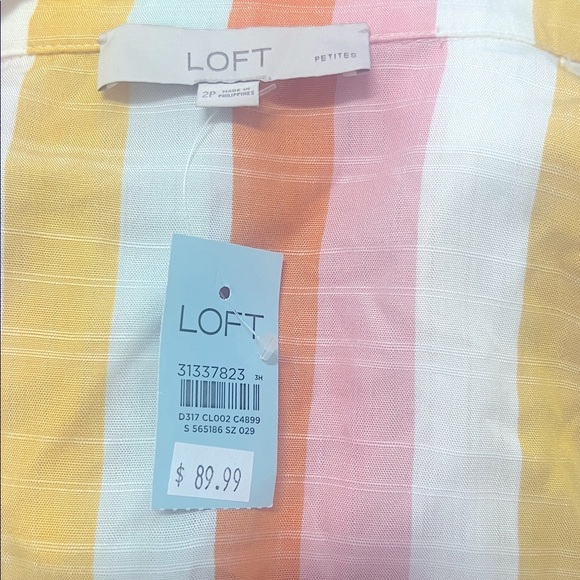 LOFT
PETITES
2P MADE IN
PHILIPPINES
LOFT
31337823 3H
D317 CL002 C4899
S 565186 SZ 029
$ 89.99